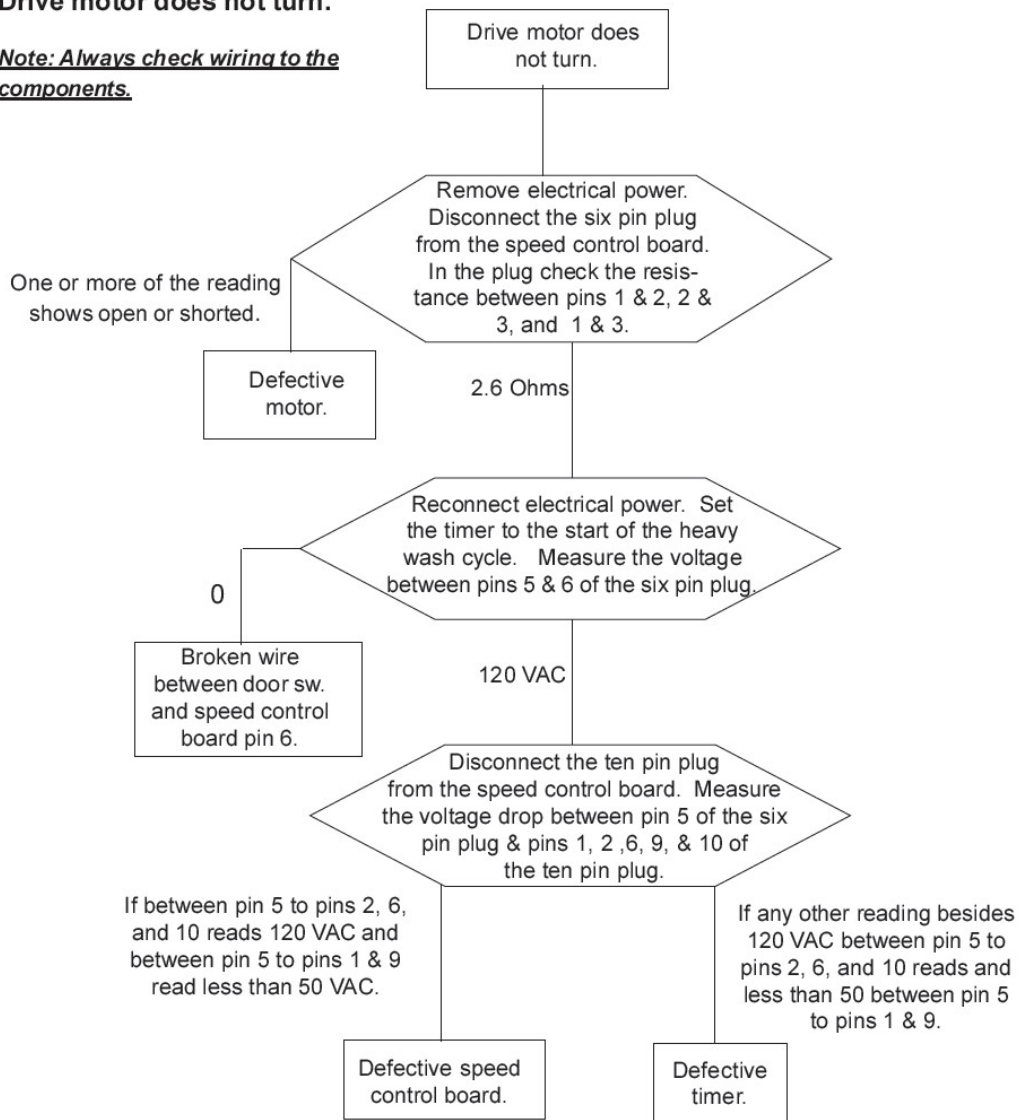 Drive motor does not turn.
Note: Always check wiring to the
components.
Drive motor does
not turn.
Remove electrical power.
Disconnect the six pin plug
from the speed control board.
In the plug check the resis-
tance between pins 1 & 2, 2 &
3, and 1 & 3.
One or more of the reading
shows open or shorted.
Defective
motor.
2.6 Ohms
Reconnect electrical power. Set
the timer to the start of the heavy
wash cycle. Measure the voltage
between pins 5 & 6 of the six pin plug.
0
Broken wire
between door sw.
and speed control
board pin 6.
120 VAC
Disconnect the ten pin plug
from the speed control board. Measure
the voltage drop between pin 5 of the six
pin plug & pins 1, 2 ,6, 9, & 10 of
the ten pin plug.
If between pin 5 to pins 2, 6,
and 10 reads 120 VAC and
between pin 5 to pins 1 & 9
read less than 50 VAC.
If any other reading besides
120 VAC between pin 5 to
pins 2, 6, and 10 reads and
less than 50 between pin 5
to pins 1 & 9.
Defective speed
control board.
Defective
timer.